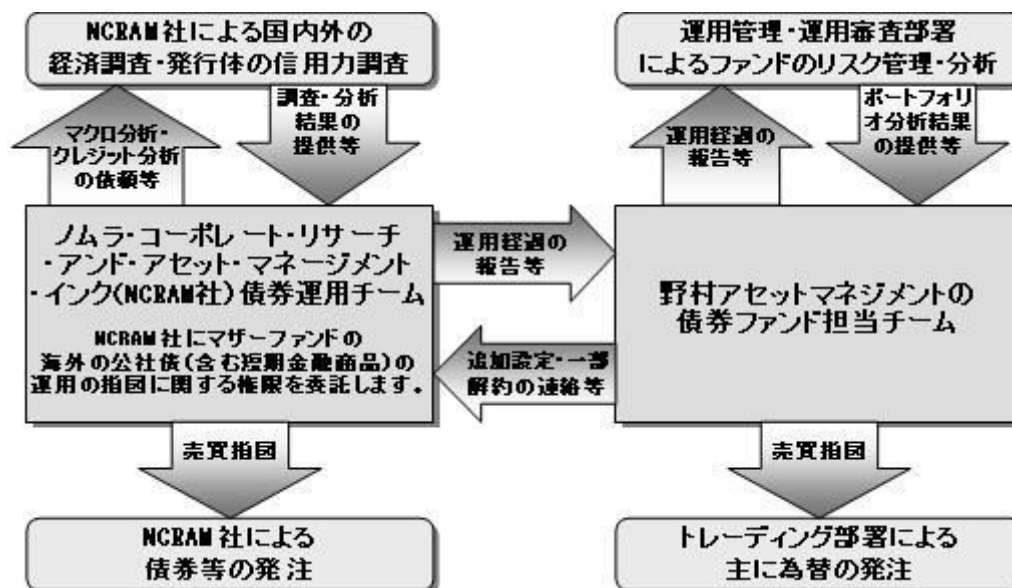 NCRAM社による国内外の
経済調査・発行体の信用力調査
運用管理・運用審査部署
によるファンドのリスク管理・分析
マクロ分析・
クレジット分析
の依頼等
調査・分析
結果の
提供等
運用経過の
報告等
ポートフォリ
オ分析結果
の提供等
ノムラ・コーポレート・リサーチ
・アンド・アセット・マネージメント
・インク(NCRAM社)債券運用チーム
NCRAM社にマザーファンドの
海外の公社債(含む短期金融商品)の
運用の指図に関する権限を委託します。
運用経過の
報告等
追加設定・一部
解約の連絡等
野村アセットマネジメントの
債券ファンド担当チーム
売買指図
売買指図
NCRAM社による
債券等の発注
トレーディング部署による
主に為替の発注